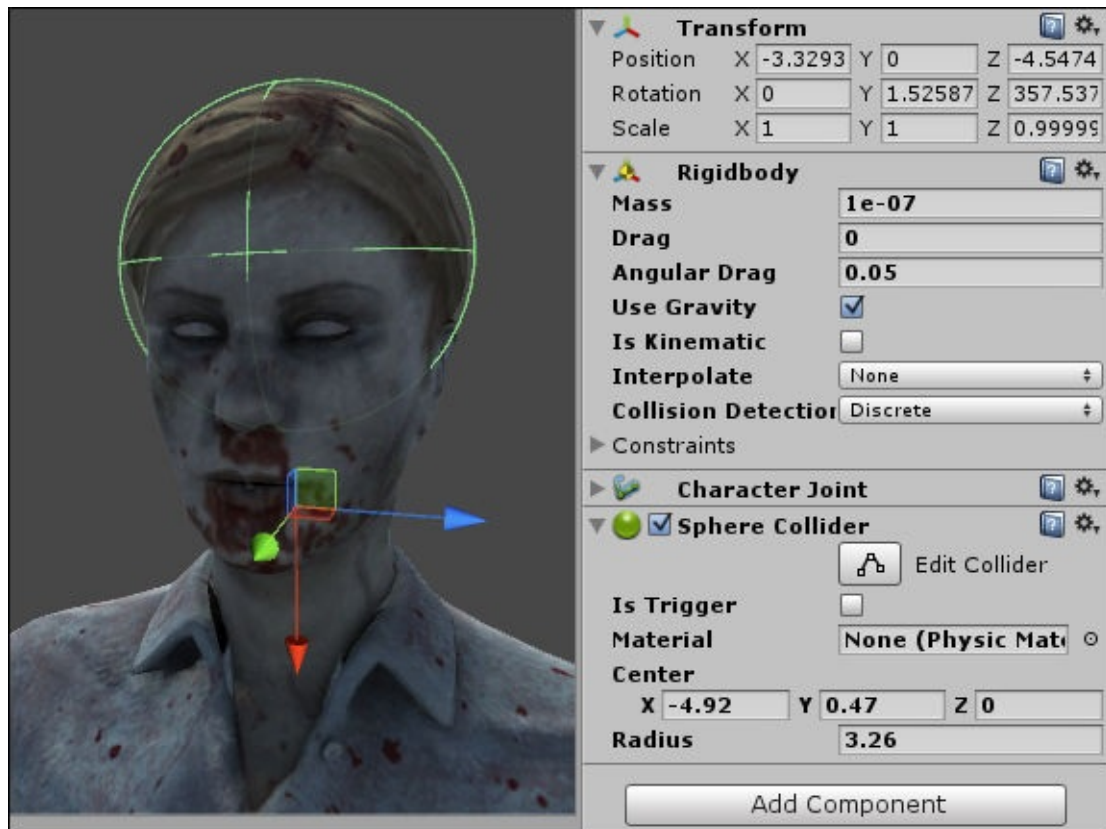 Transform
Position X -3.3293 Y 0 Z -4.5474
Rotation X 0 Y 1.52587 Z 357.537
Scale X 1 Y 1 Z 0.99999
Rigidbody
Mass 1e-07
Drag 0
Angular Drag 0.05
Use Gravity
Is Kinematic
Interpolate None
Collision Detection Discrete
Constraints
Character Joint
Sphere Collider
Edit Collider
Is Trigger
Material None (Physic Mate
Center
X -4.92 Y 0.47 Z 0
Radius 3.26
Add Component